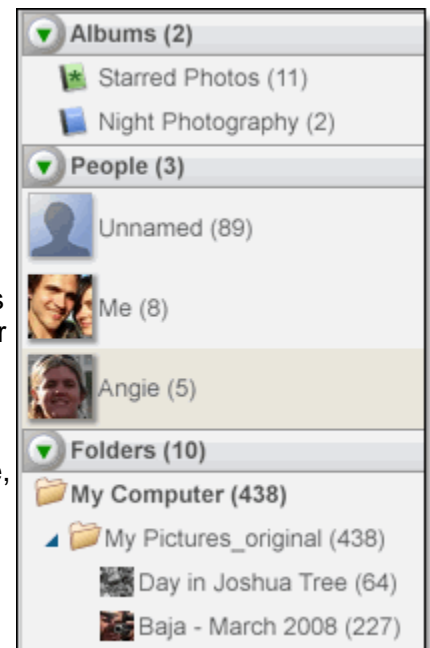 Albums (2)
Starred Photos (11)
Night Photography (2)
People (3)
Unnamed (89)
Me (8)
Angie (5)
Folders (10)
My Computer (438)
My Pictures_original (438)
Day in Joshua Tree (64)
Baja - March 2008 (227)